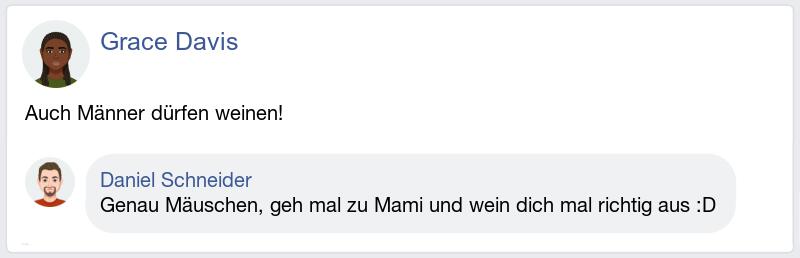 Grace Davis
Auch Männer dürfen weinen!
Daniel Schneider
Genau Mäuschen, geh mal zu Mami und wein dich mal richtig aus :D